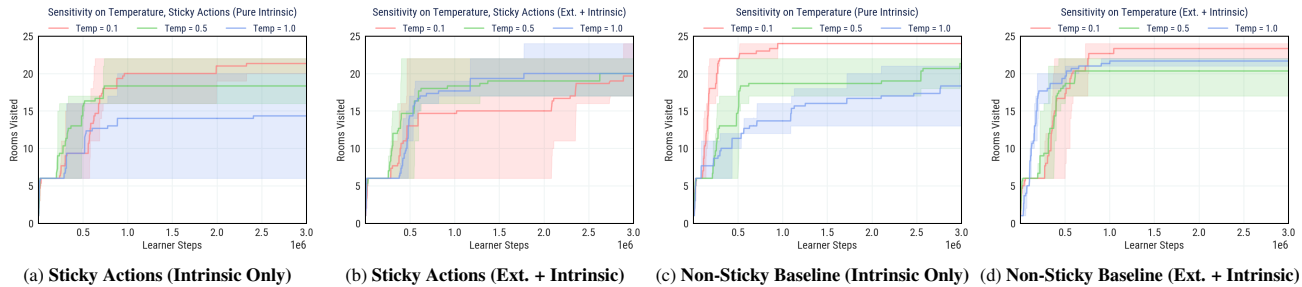 Sensitivity on Temperature, Sticky Actions (Pure Intrinsic)
Temp = 0.1 Temp = 0.5 Temp = 1.0
25
20
15
10
5
0
Rooms Visited
0.5 1.0 1.5 2.0 2.5 3.0
1e6
Learner Steps
(a) Sticky Actions (Intrinsic Only)
Sensitivity on Temperature, Sticky Actions (Ext. + Intrinsic)
Temp = 0.1 Temp = 0.5 Temp = 1.0
25
20
15
10
5
0
Rooms Visited
0.5 1.0 1.5 2.0 2.5 3.0
1e6
Learner Steps
(b) Sticky Actions (Ext. + Intrinsic)
Sensitivity on Temperature (Pure Intrinsic)
Temp = 0.1 Temp = 0.5 Temp = 1.0
25
20
15
10
5
0
Rooms Visited
0.5 1.0 1.5 2.0 2.5 3.0
1e6
Learner Steps
(c) Non-Sticky Baseline (Intrinsic Only)
Sensitivity on Temperature (Ext. + Intrinsic)
Temp = 0.1 Temp = 0.5 Temp = 1.0
25
20
15
10
5
0
Rooms Visited
0.5 1.0 1.5 2.0 2.5 3.0
1e6
Learner Steps
(d) Non-Sticky Baseline (Ext. + Intrinsic)